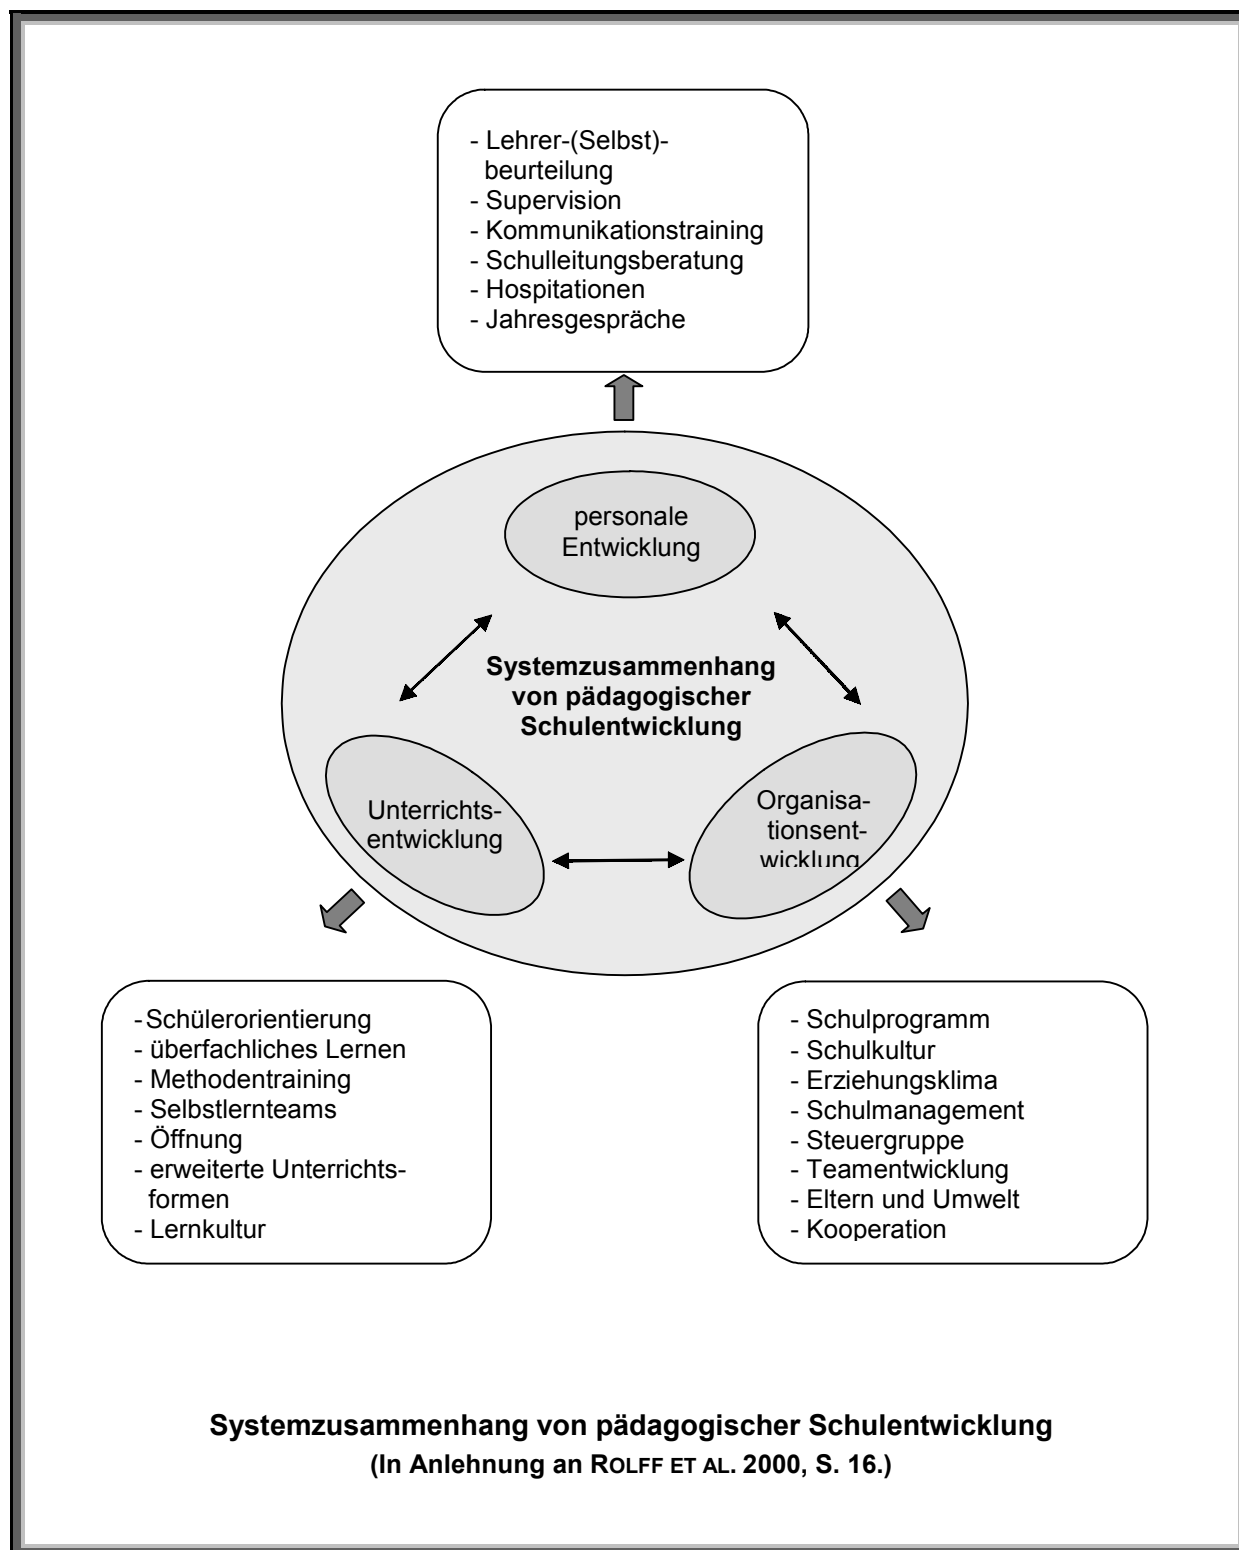 - Lehrer-(Selbst)-
beurteilung
- Supervision
- Kommunikationstraining
- Schulleitungsberatung
- Hospitationen
- Jahresgespräche
personale
Entwicklung
Systemzusammenhang
von pädagogischer
Schulentwicklung
Unterrichts-
entwicklung
Organisa-
tionsent-
wicklung
- Schülerorientierung
- überfachliches Lernen
- Methodentraining
- Selbstlernteams
- Öffnung
- erweiterte Unterrichts-
formen
- Lernkultur
- Schulprogramm
- Schulkultur
- Erziehungsklima
- Schulmanagement
- Steuergruppe
- Teamentwicklung
- Eltern und Umwelt
- Kooperation
Systemzusammenhang von pädagogischer Schulentwicklung
(In Anlehnung an ROLFF ET AL. 2000, S. 16.)